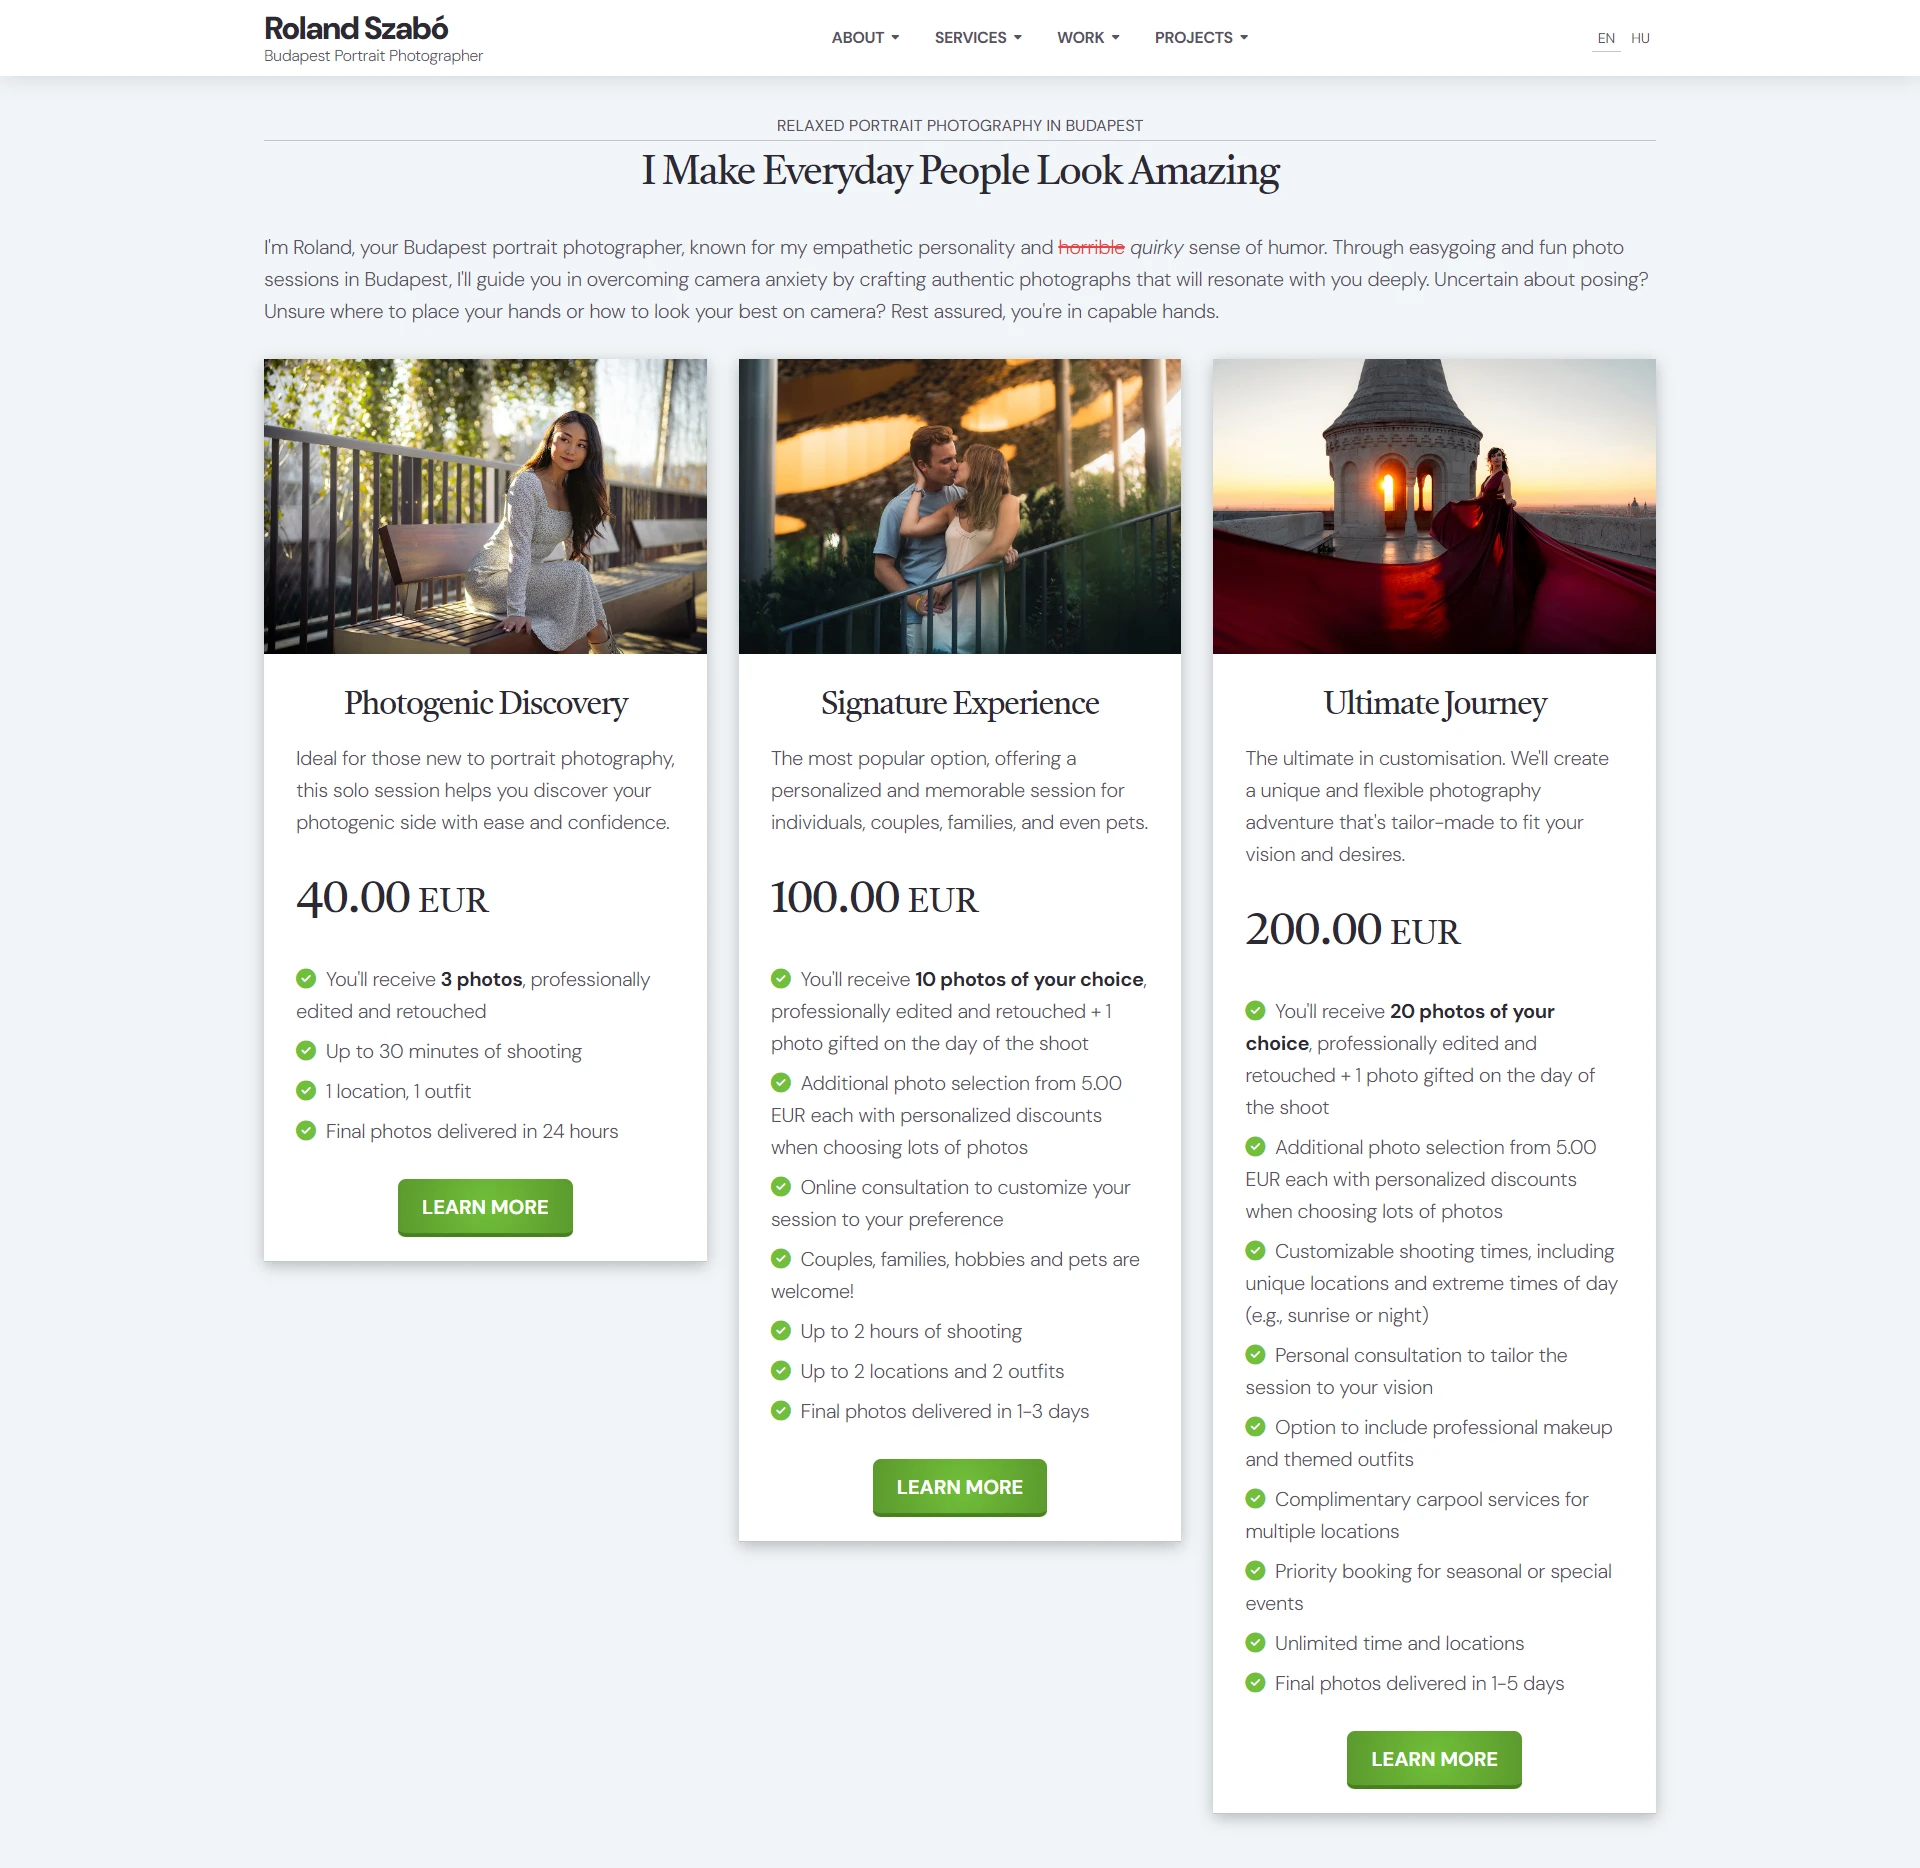 Roland Szabó
Budapest Portrait Photographer
ABOUT
SERVICES
WORK
PROJECTS
EN
HU
RELAXED PORTRAIT PHOTOGRAPHY IN BUDAPEST
I Make Everyday People Look Amazing
I'm Roland, your Budapest portrait photographer, known for my empathetic personality and horrible quirky sense of humor. Through easygoing and fun photo
sessions in Budapest, I'll guide you in overcoming camera anxiety by crafting authentic photographs that will resonate with you deeply. Uncertain about posing?
Unsure where to place your hands or how to look your best on camera? Rest assured, you're in capable hands.
Photogenic Discovery
Ideal for those new to portrait photography,
this solo session helps you discover your
photogenic side with ease and confidence.
40.00 EUR
You'll receive 3 photos, professionally
edited and retouched
Up to 30 minutes of shooting
1 location, 1 outfit
Final photos delivered in 24 hours
LEARN MORE
Signature Experience
The most popular option, offering a
personalized and memorable session for
individuals, couples, families, and even pets.
100.00 EUR
You'll receive 10 photos of your choice,
professionally edited and retouched + 1
photo gifted on the day of the shoot
Additional photo selection from 5.00
EUR each with personalized discounts
when choosing lots of photos
Online consultation to customize your
session to your preference
Couples, families, hobbies and pets are
welcome!
Up to 2 hours of shooting
Up to 2 locations and 2 outfits
Final photos delivered in 1-3 days
LEARN MORE
Ultimate Journey
The ultimate in customisation. We'll create
a unique and flexible photography
adventure that's tailor-made to fit your
vision and desires.
200.00 EUR
You'll receive 20 photos of your
choice, professionally edited and
retouched + 1 photo gifted on the day of
the shoot
Additional photo selection from 5.00
EUR each with personalized discounts
when choosing lots of photos
Customizable shooting times, including
unique locations and extreme times of day
(e.g., sunrise or night)
Personal consultation to tailor the
session to your vision
Option to include professional makeup
and themed outfits
Complimentary carpool services for
multiple locations
Priority booking for seasonal or special
events
Unlimited time and locations
Final photos delivered in 1-5 days
LEARN MORE